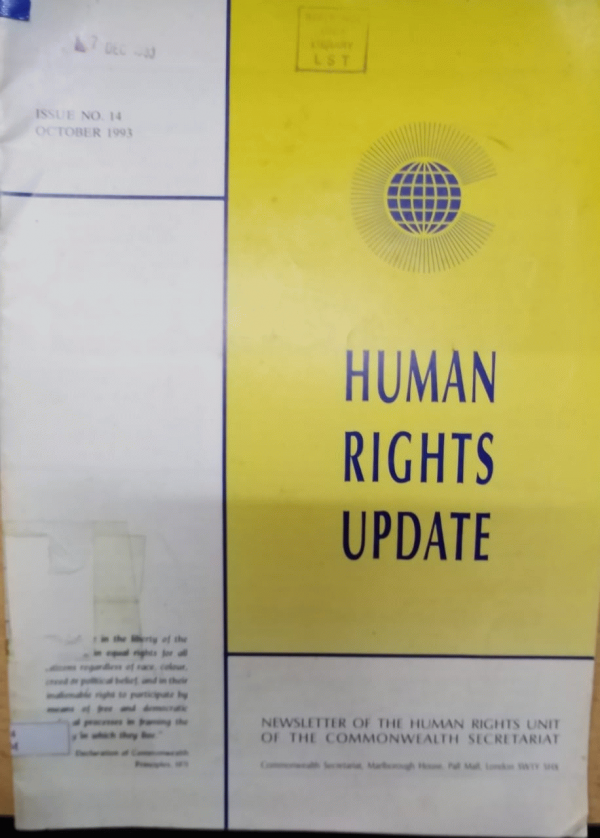 7 DEC
LIBRARY
LST
ISSUE NO. 14
OCTOBER 1993
HUMAN
RIGHTS
UPDATE
in the liberty of the
in equal rights for all
regardless of race, colour,
creed or political belief, and in their
inalienable right to participate by
means of free and democratic
processes in framing the
in which they live."
Declaration of Commonwealth
Principles,
NEWSLETTER OF THE HUMAN RIGHTS UNIT
OF THE COMMONWEALTH SECRETARIAT
Commonwealth Secretariat, Marlborough House, Pall Mall, London SW1Y 5HX